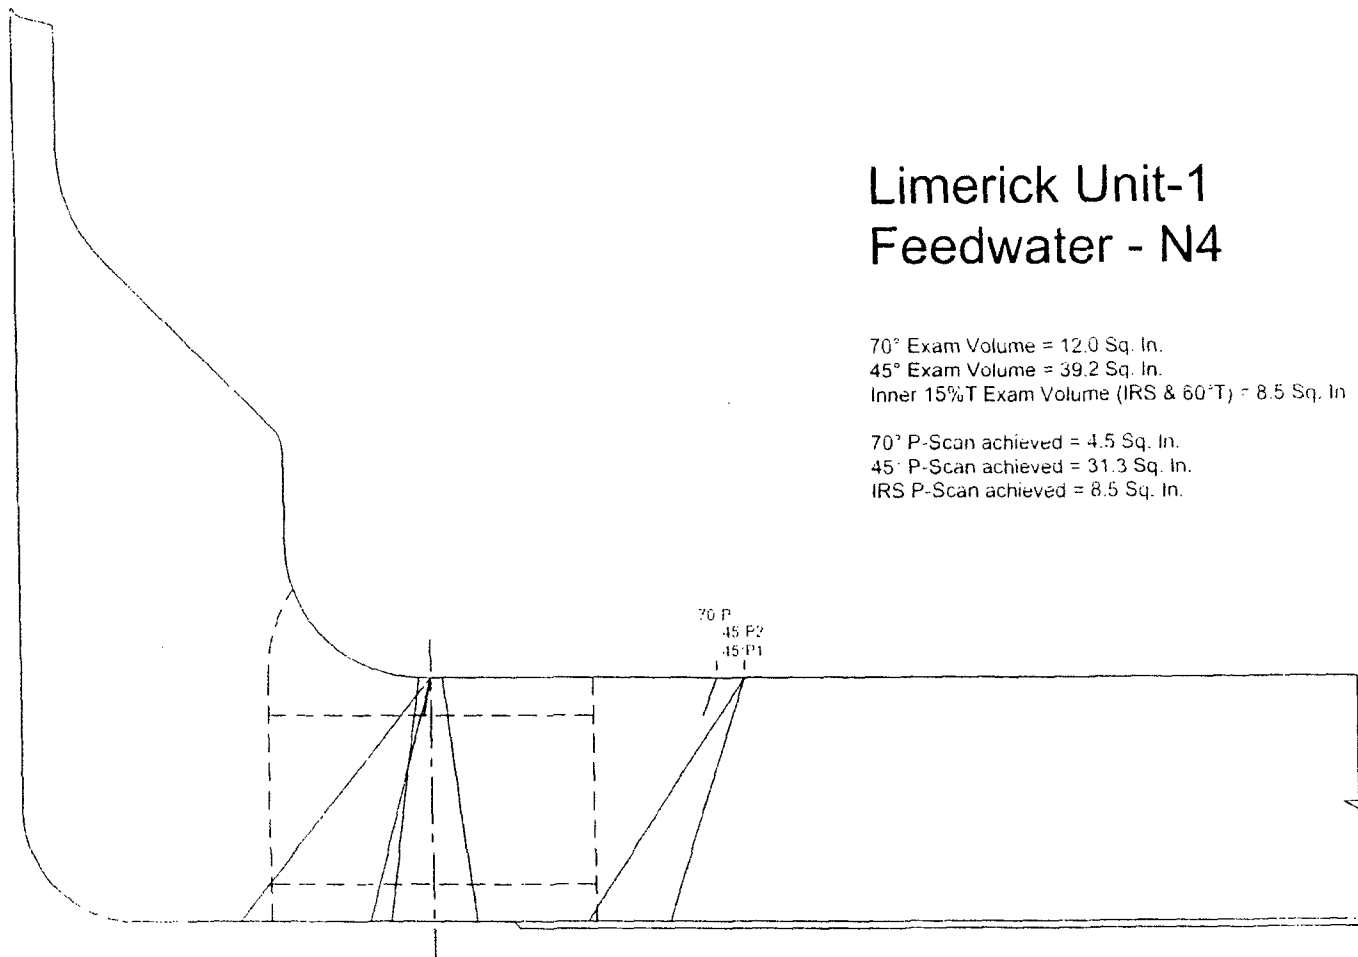 Limerick Unit-1
Feedwater - N4
70° Exam Volume = 12.0 Sq. In.
45° Exam Volume = 39.2 Sq. In.
Inner 15%T Exam Volume (IRS & 60°T) = 8.5 Sq. In
70° P-Scan achieved = 4.5 Sq. In.
45° P-Scan achieved = 31.3 Sq. In.
IRS P-Scan achieved = 8.5 Sq. In.
70 P
45 P2
45°P1